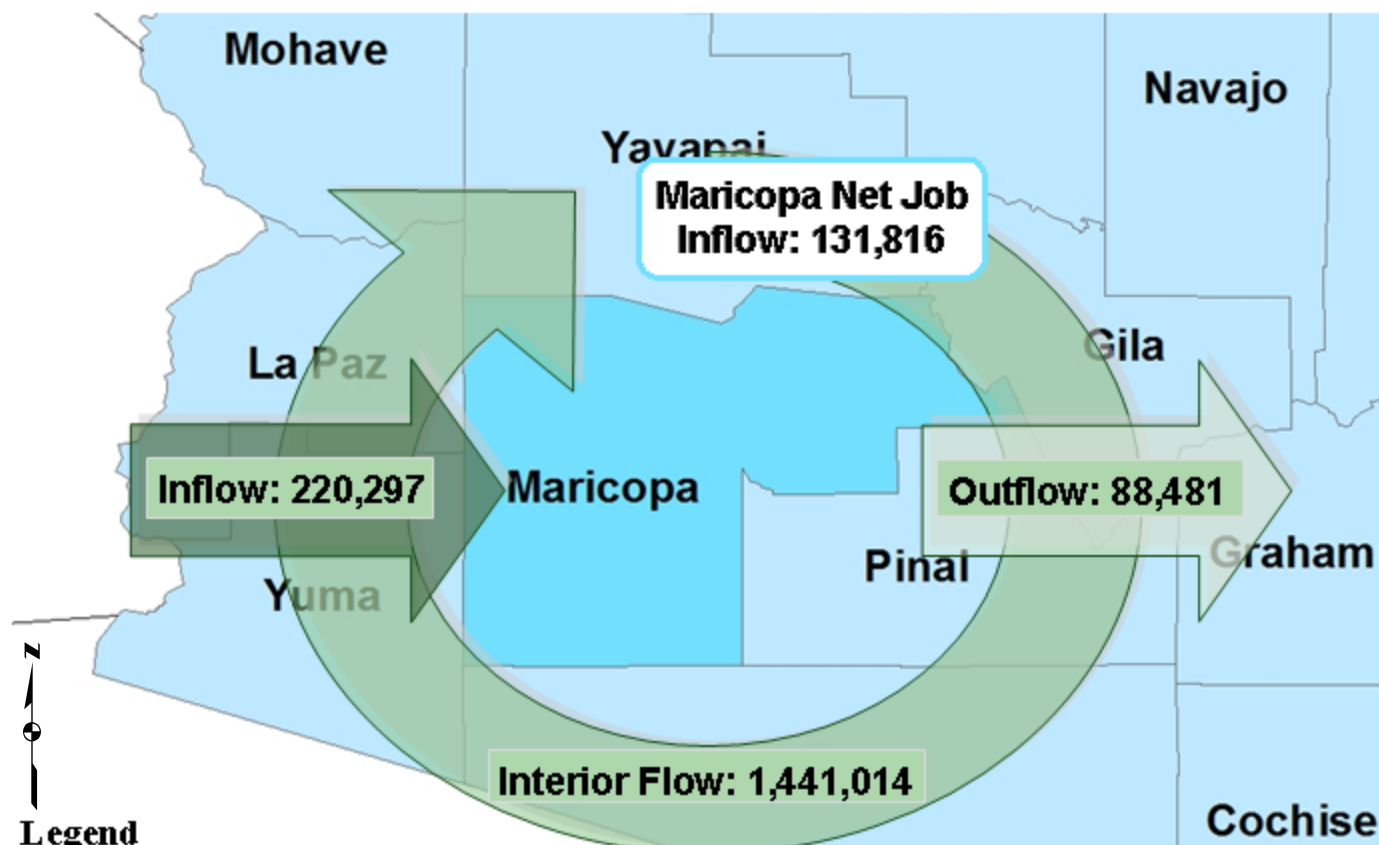 Mohave
Navajo
Yavapai
Maricopa Net Job
Inflow: 131,816
Gila
La Paz
Inflow: 220,297
Maricopa
Outflow: 88,481
Graham
Pinal
Yuma
Z
Interior Flow: 1,441,014
Cochise
Legend